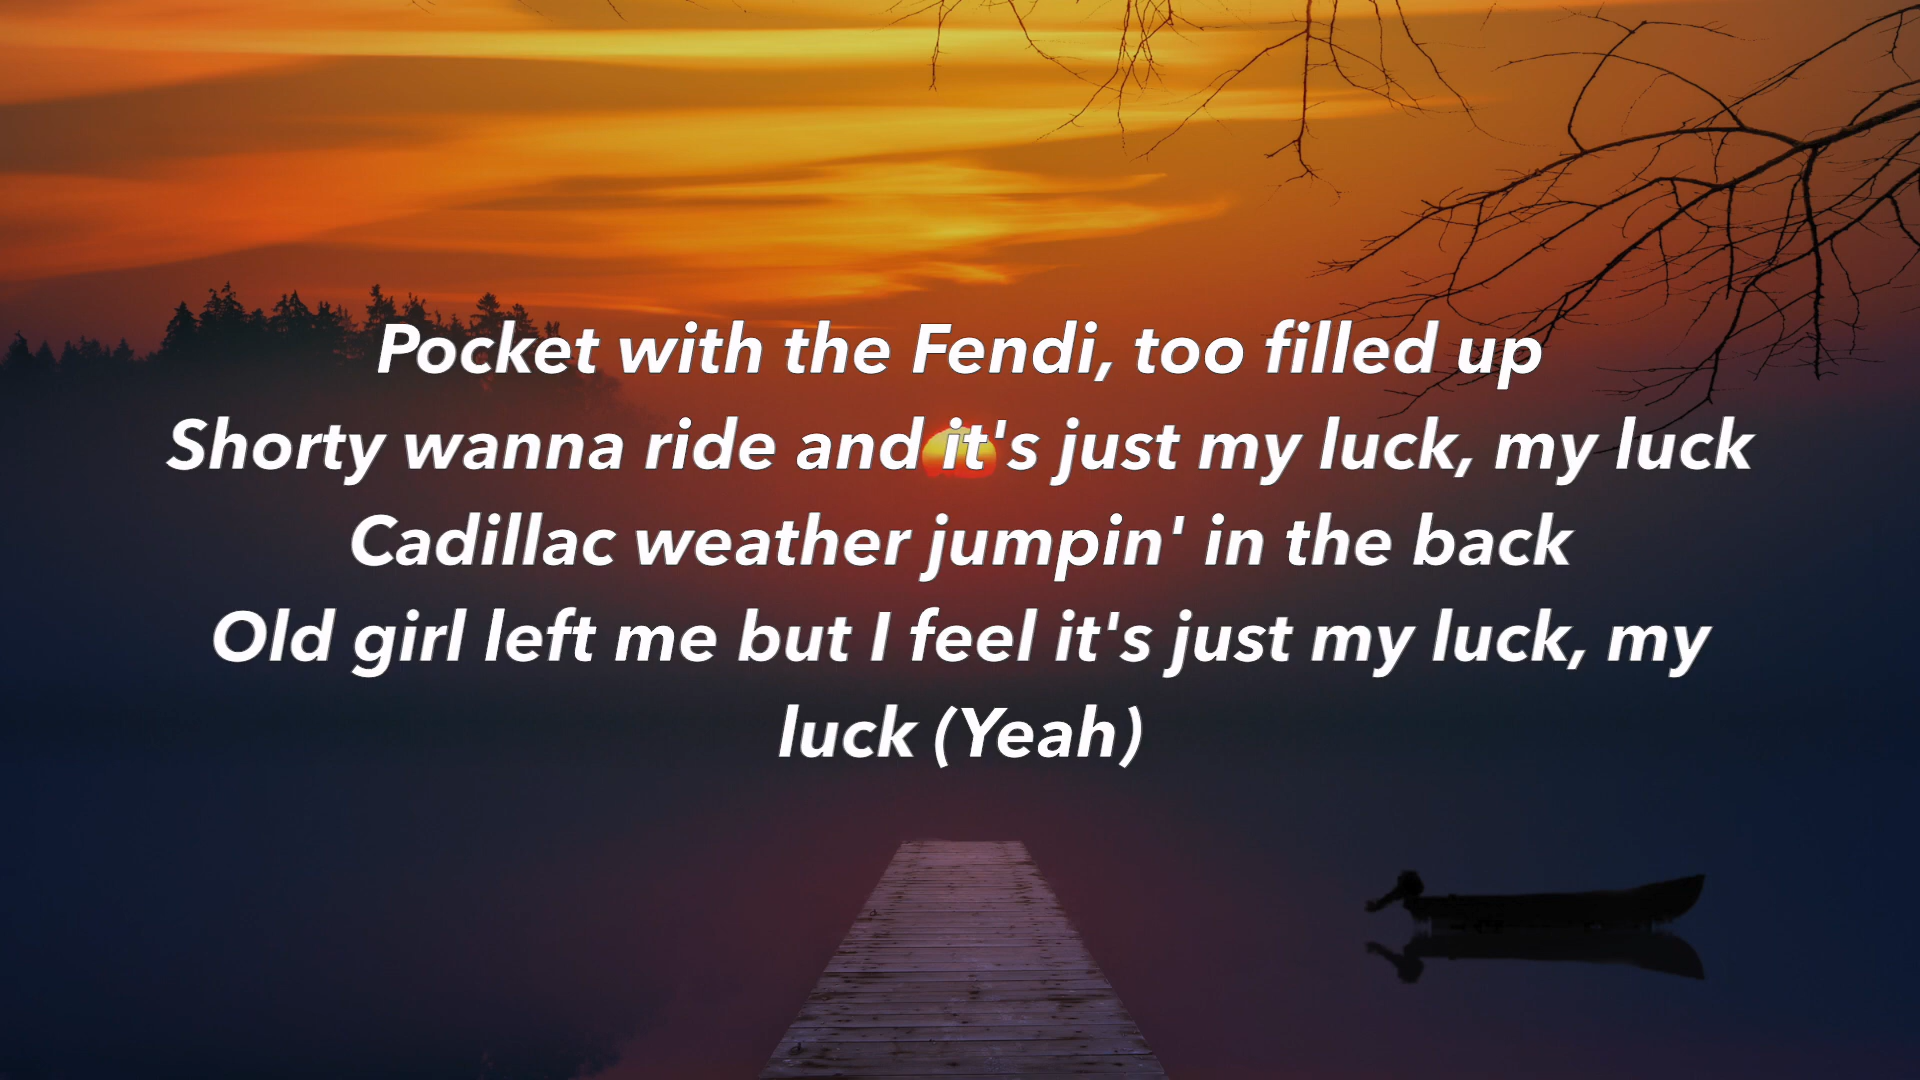 Pocket with the Fendi, too filled up
Shorty wanna ride and it's just my luck, my luck
Cadillac weather jumpin' in the back
Old girl left me but I feel it's just my luck, my
luck (Yeah)